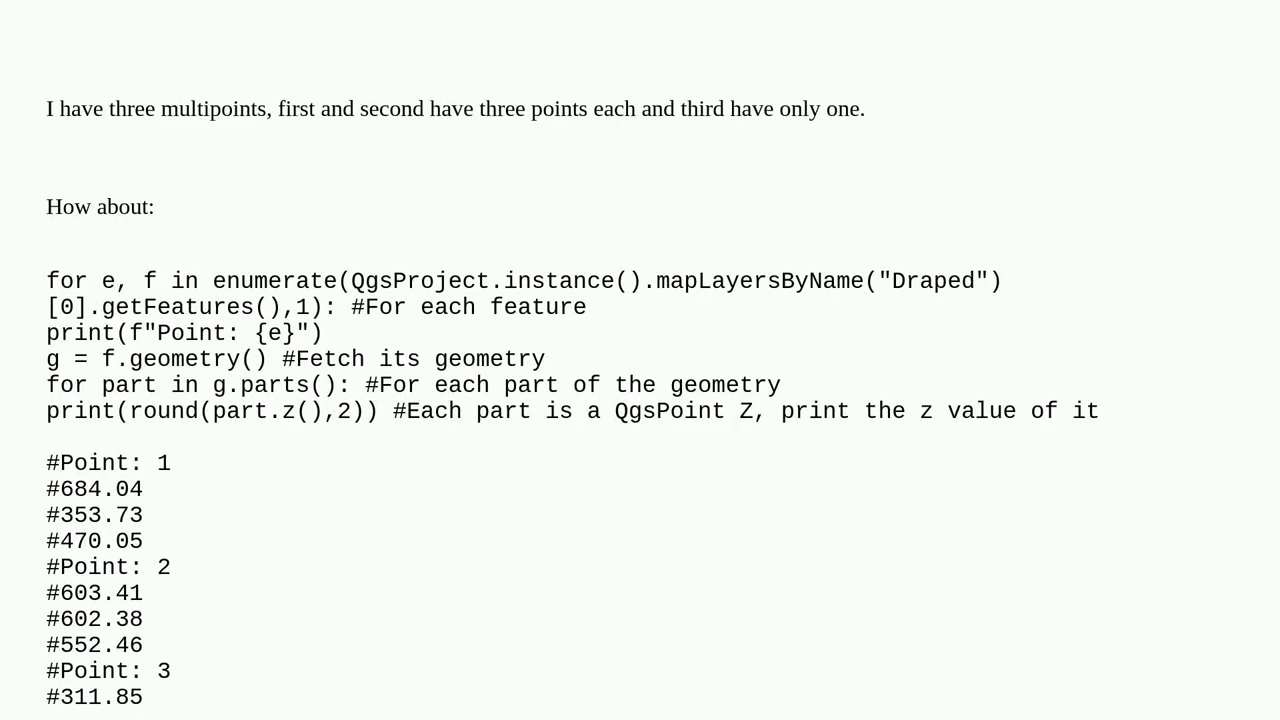 I have three multipoints, first and second have three points each and third have only one.
How about:
for e, f in enumerate(QgsProject.instance().mapLayersByName("Draped")
[0].getFeatures(),1): #For each feature
print(f"Point: {e}")
g = f.geometry() #Fetch its geometry
for part in g.parts(): #For each part of the geometry
print(round(part.z(),2)) #Each part is a QgsPoint Z, print the z value of it
#Point: 1
#684.04
#353.73
#470.05
#Point: 2
#603.41
#602.38
#552.46
#Point: 3
#311.85